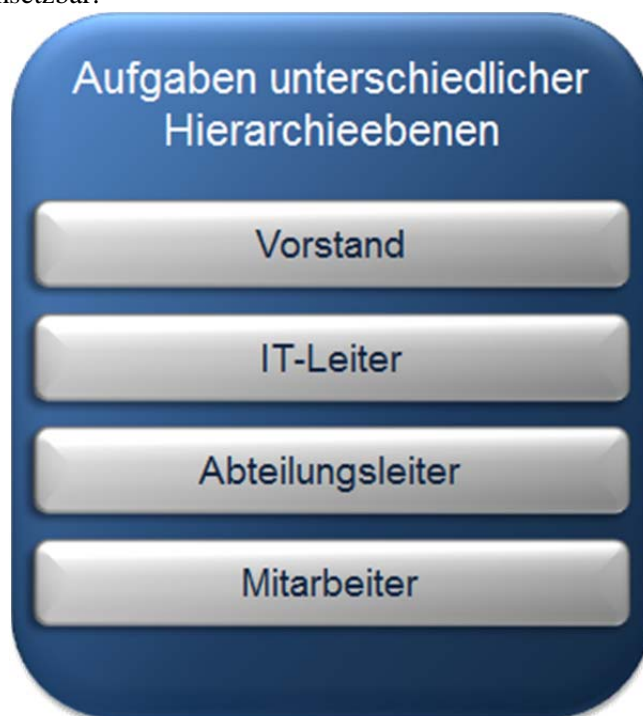 Aufgaben unterschiedlicher
Hierarchieebenen
Vorstand
IT-Leiter
Abteilungsleiter
Mitarbeiter